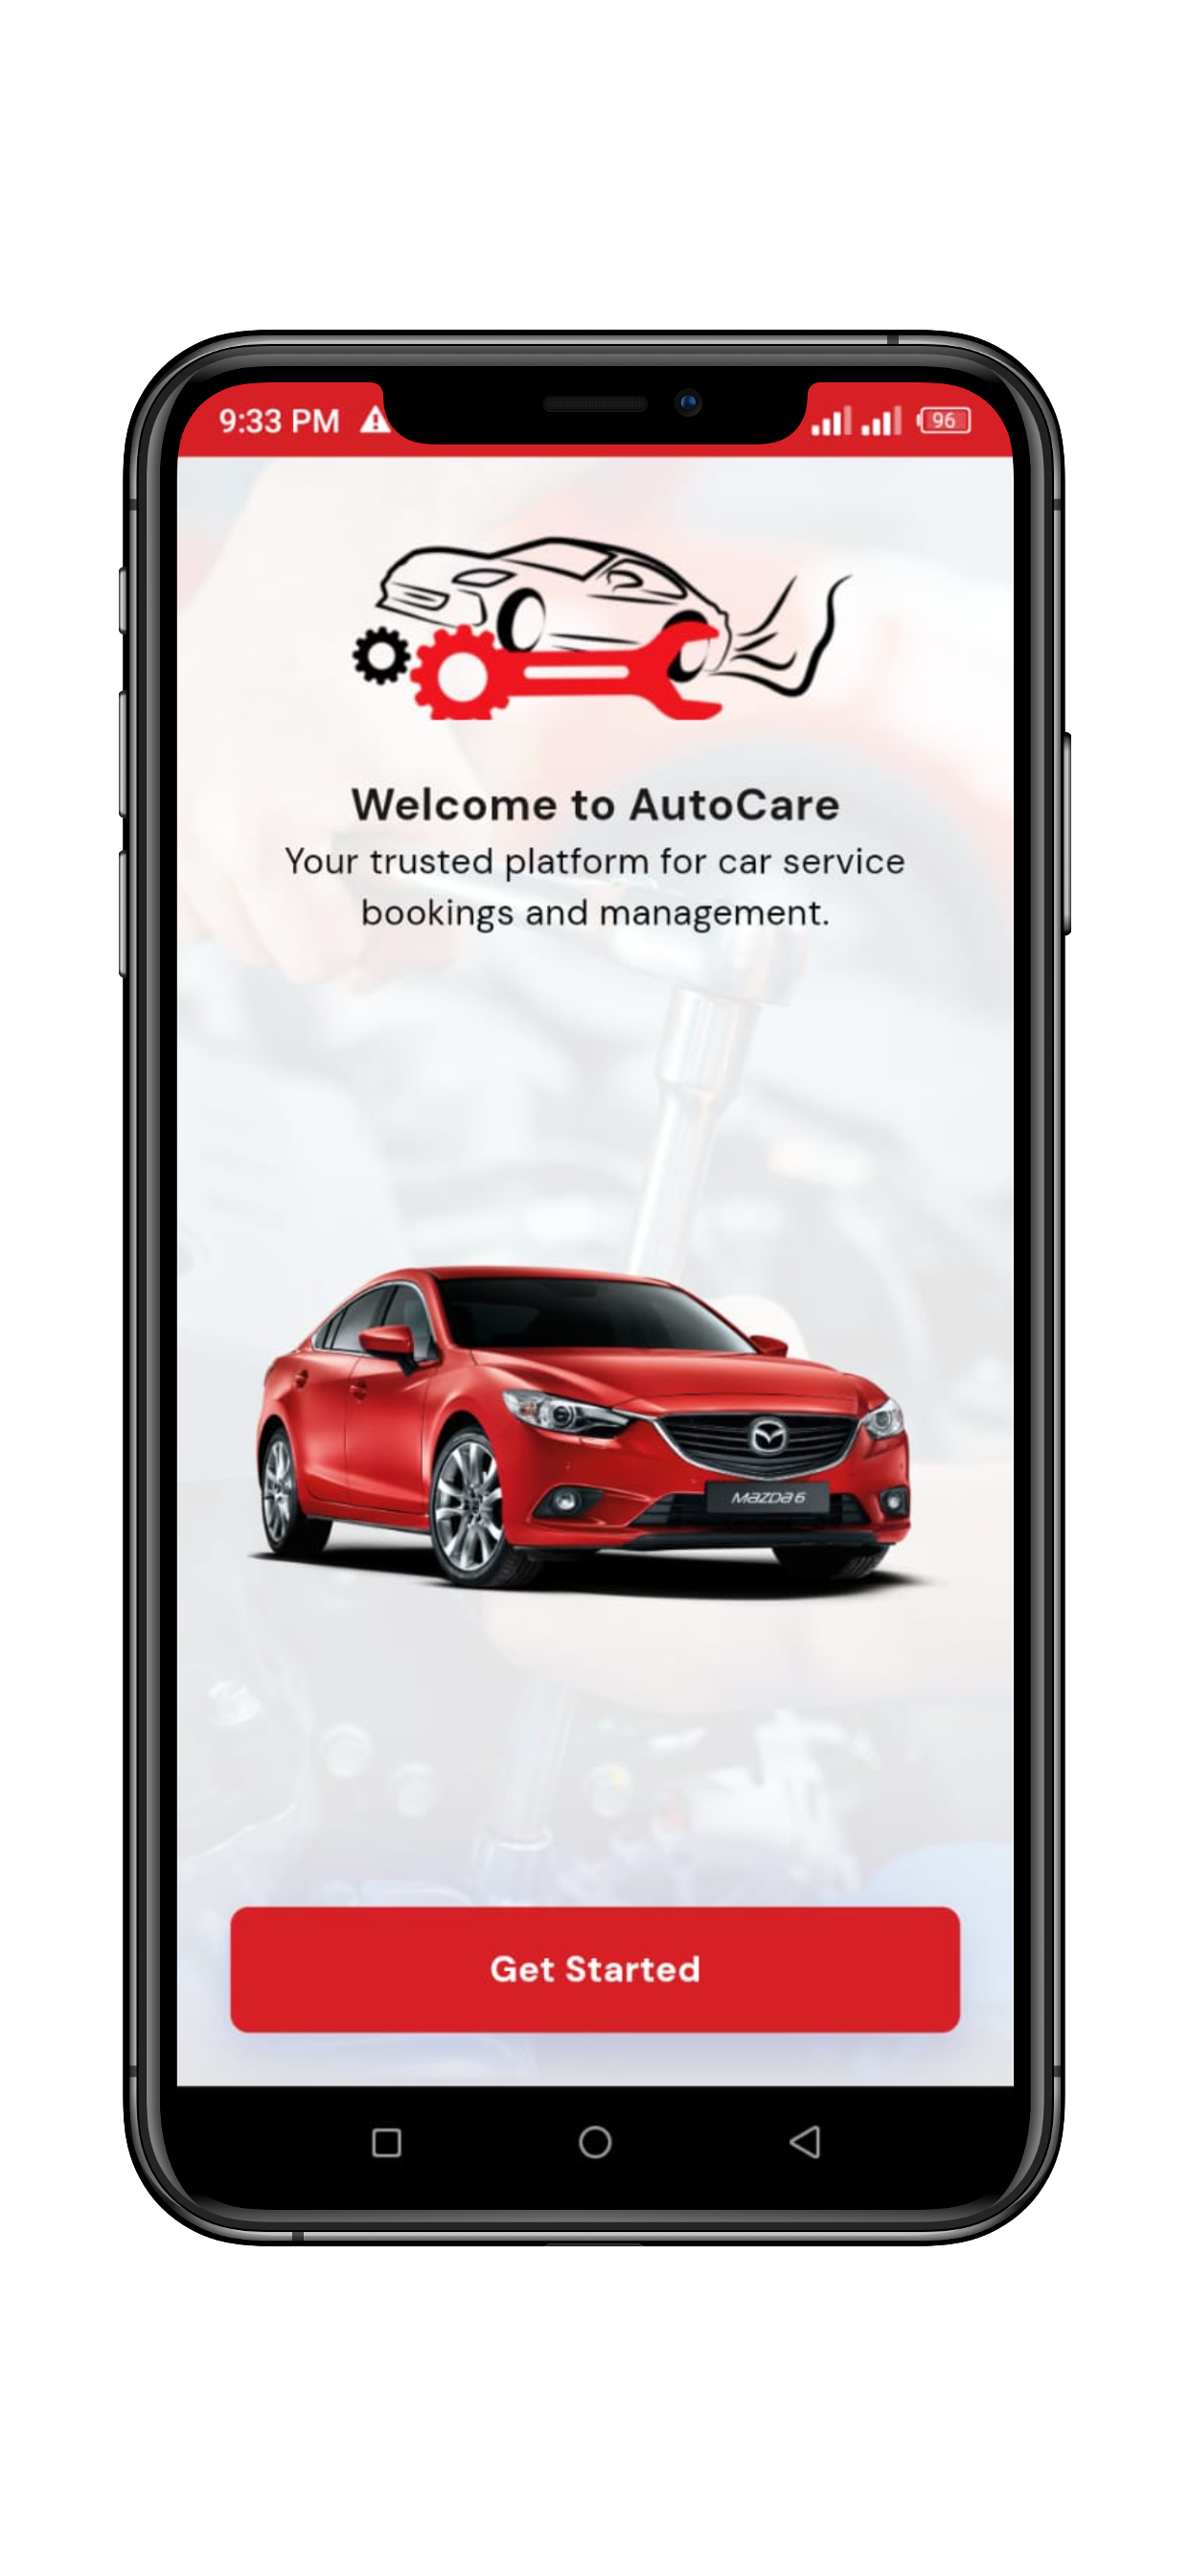 9:33 PM
96
Welcome to AutoCare
Your trusted platform for car service
bookings and management.
mazda 6
Get Started